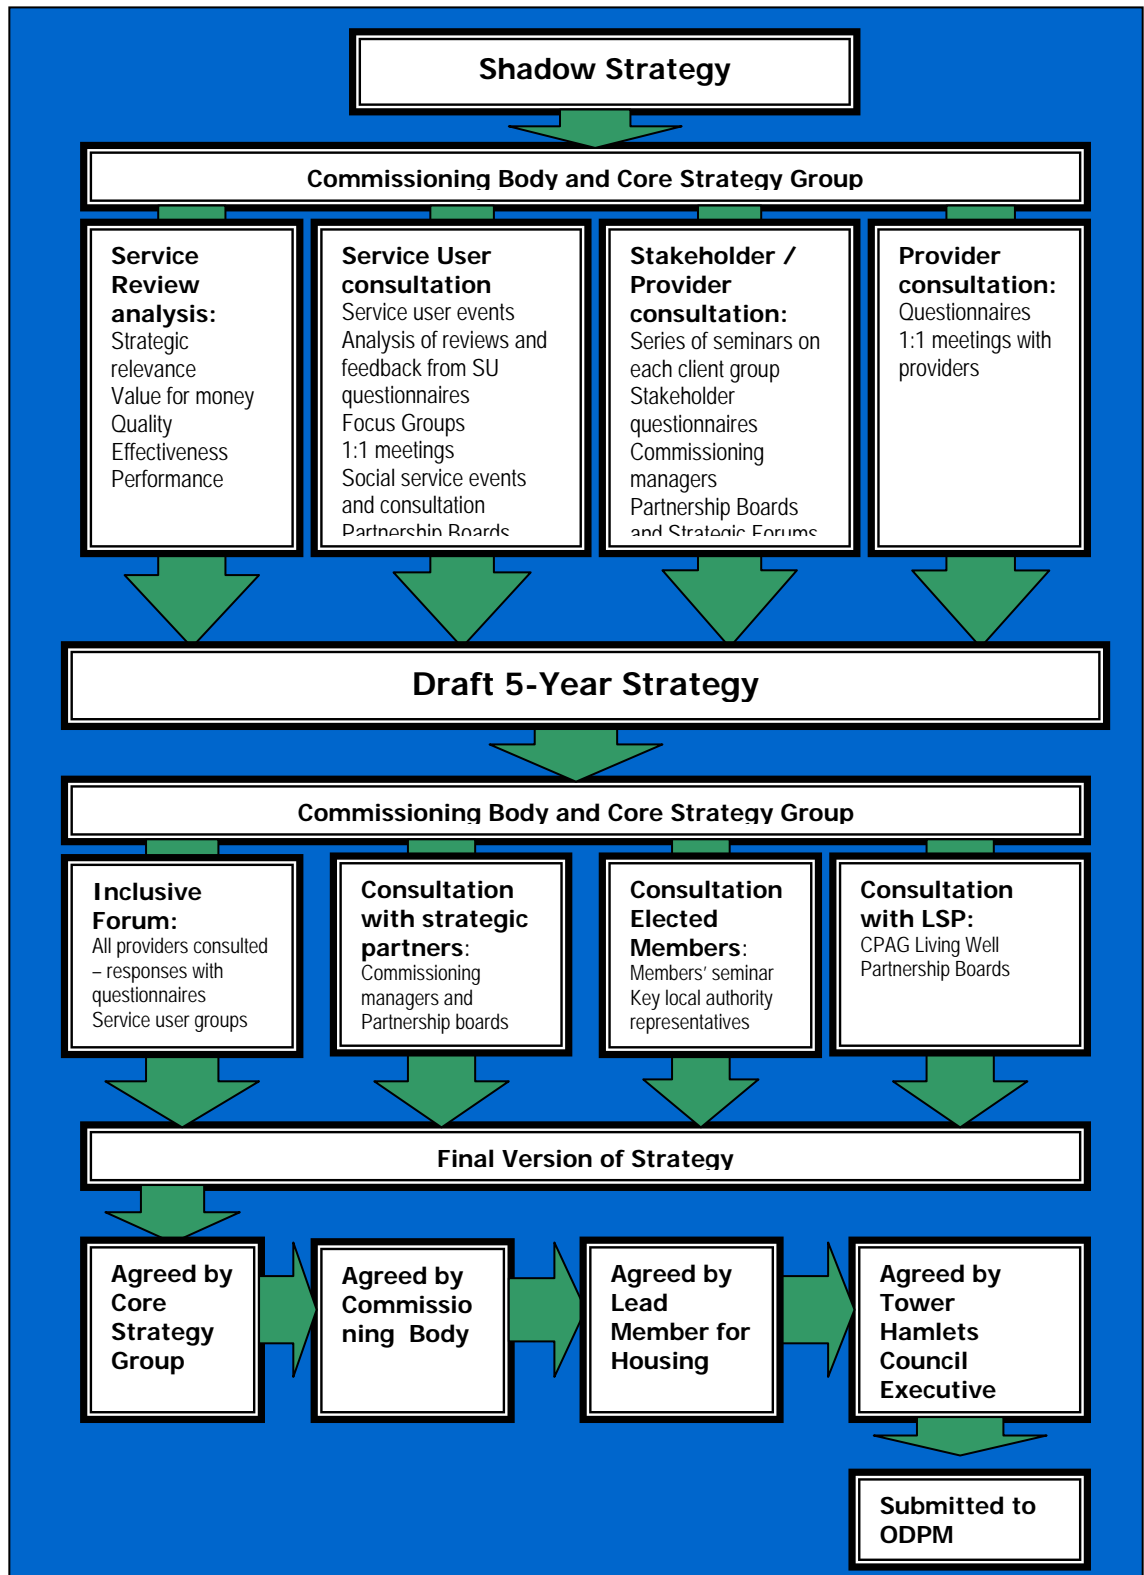 Shadow Strategy
Commissioning Body and Core Strategy Group
Service
Review
analysis:
Strategic
relevance
Value for money
Quality
Effectiveness
Performance
Service User
consultation
Service user events
Analysis of reviews and
feedback from SU
questionnaires
Focus Groups
1:1 meetings
Social service events
and consultation
Partnership Boards
Stakeholder /
Provider
consultation:
Series of seminars on
each client group
Stakeholder
questionnaires
Commissioning
managers
Partnership Boards
and Strategic Forums
Provider
consultation:
Questionnaires
1:1 meetings with
providers
Draft 5-Year Strategy
Commissioning Body and Core Strategy Group
Inclusive
Forum:
All providers consulted
– responses with
questionnaires
Service user groups
Consultation
with strategic
partners:
Commissioning
managers and
Partnership boards
Consultation
Elected
Members:
Members’ seminar
Key local authority
representatives
Consultation
with LSP:
CPAG Living Well
Partnership Boards
Final Version of Strategy
Agreed by
Core
Strategy
Group
Agreed by
Commissio
ning Body
Agreed by
Lead
Member for
Housing
Agreed by
Tower
Hamlets
Council
Executive
Submitted to
ODPM